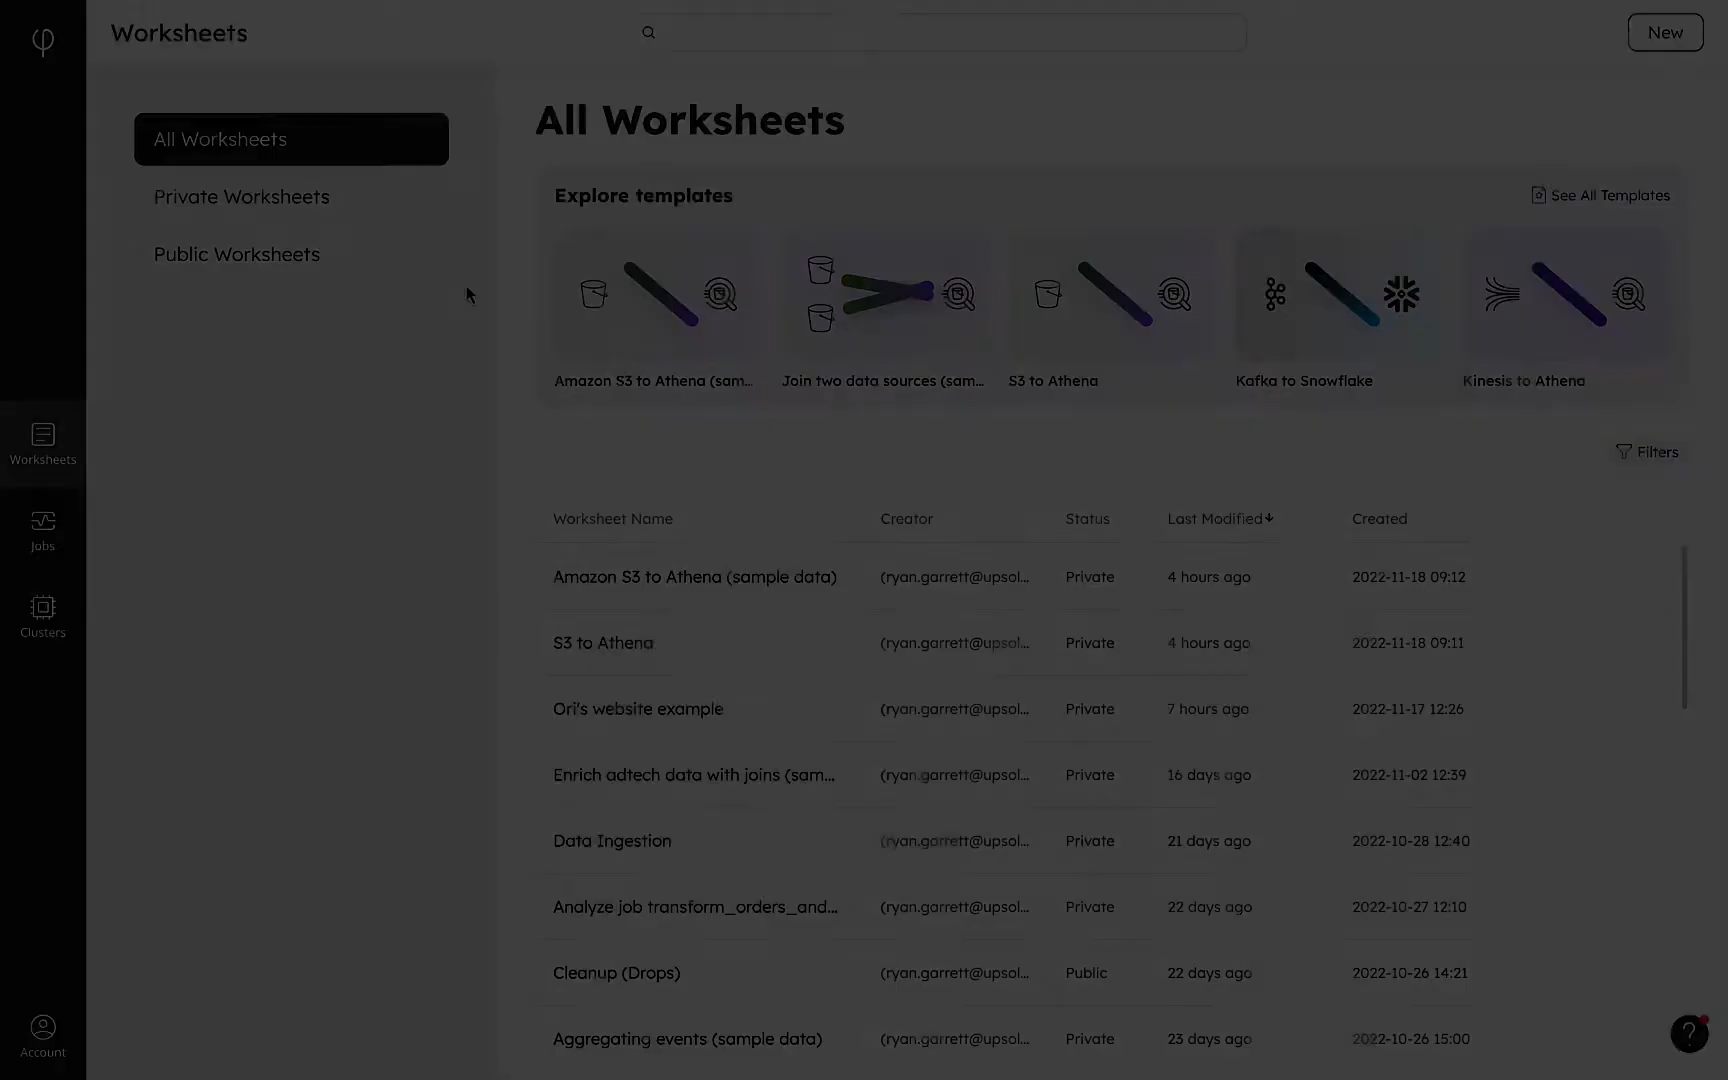 Worksheets
New
All Worksheets
Private Worksheets
Public Worksheets
Worksheets
Jobs
Clusters
Account
All Worksheets
Explore templates
See All Templates
Amazon S3 to Athena (sam...
Join two data sources (sam...
S3 to Athena
Kafka to Snowflake
Kinesis to Athena
Filters
Worksheet Name Creator Status Last Modified Created
Amazon S3 to Athena (sample data) (ryan.garrett@upsol... Private 4 hours ago 2022-11-18 09:12
S3 to Athena (ryan.garrett@upsol... Private 4 hours ago 2022-11-18 09:11
Ori's website example (ryan.garrett@upsol... Private 7 hours ago 2022-11-17 12:26
Enrich adtech data with joins (sam... (ryan.garrett@upsol... Private 16 days ago 2022-11-02 12:39
Data Ingestion (ryan.garrett@upsol... Private 21 days ago 2022-10-28 12:40
Analyze job transform_orders_and... (ryan.garrett@upsol... Private 22 days ago 2022-10-27 12:10
Cleanup (Drops) (ryan.garrett@upsol... Public 22 days ago 2022-10-26 14:21
Aggregating events (sample data) (ryan.garrett@upsol... Private 23 days ago 2022-10-26 15:00
?